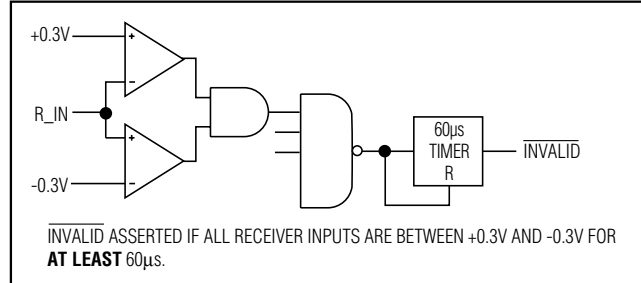 +0.3V
+
-
R_IN
+
-
-0.3V
60µs
TIMER
R
INVALID
INVALID ASSERTED IF ALL RECEIVER INPUTS ARE BETWEEN +0.3V AND -0.3V FOR
AT LEAST 60µs.